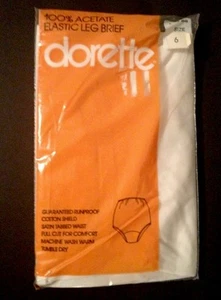 100% ACETATE
ELASTIC LEG BRIEF
SIZE
6
dorette
GUARANTEED RUNPROOF
COTTON SHIELD
SATIN TABBED WAIST
FULL CUT FOR COMFORT
MACHINE WASH WARM
TUMBLE DRY